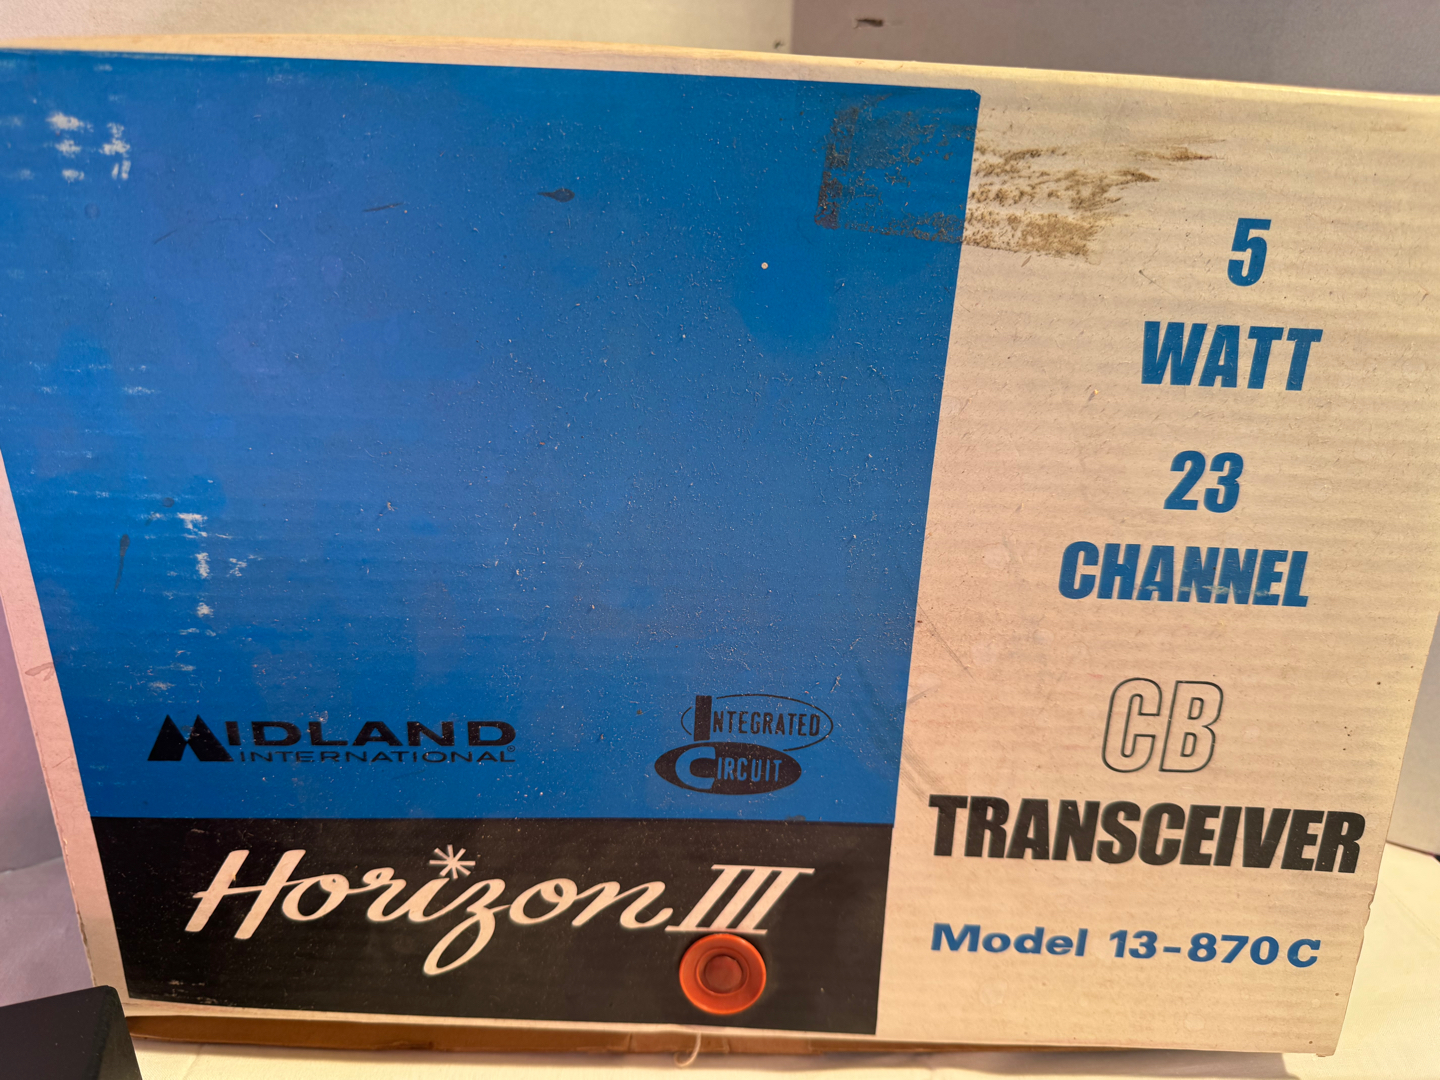 5
WATT
23
CHANNEL
CB
TRANSCEIVER
Model 13-870C
MIDLAND
INTERNATIONAL®
INTEGRATED
CIRCUIT
Horizon III